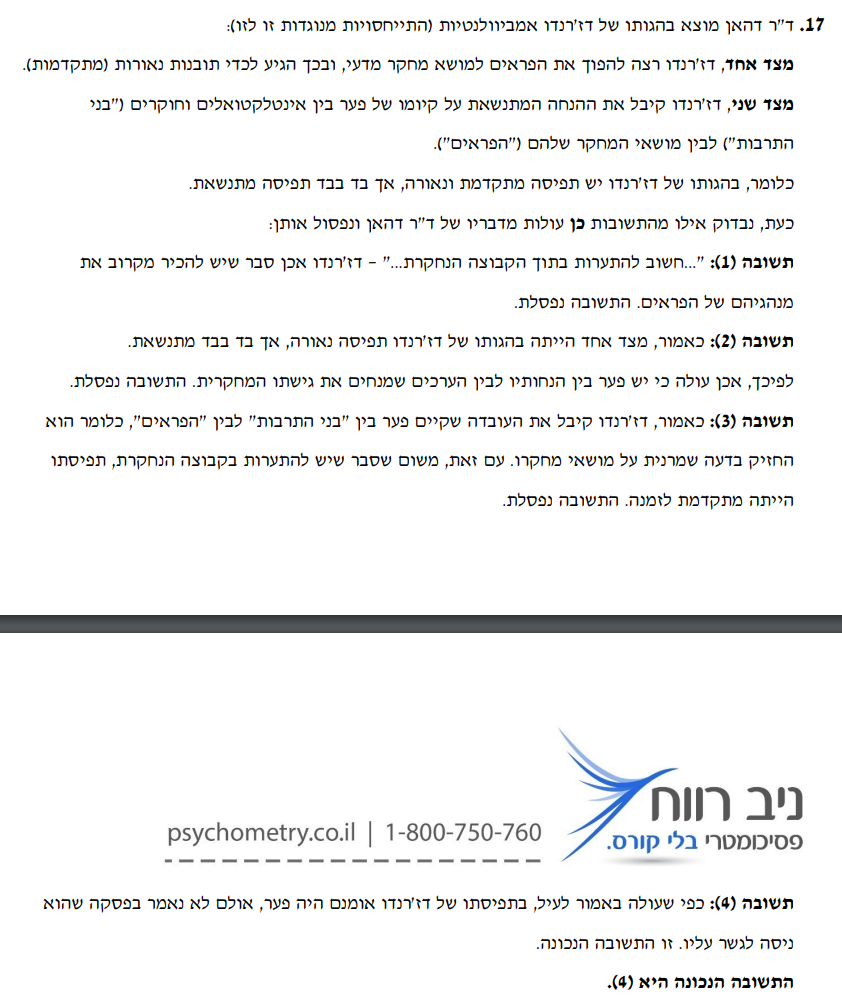 17. ד"ר דהאן מוצא בהגותו של דז'רנדו אמביוולנטיות (התייחסויות מנוגדות זו לזו):
מצד אחד, דז'רנדו רצה להפוך את הפראים למושא מחקר מדעי, ובכך הגיע לכדי תובנות נאורות (מתקדמות).
מצד שני, דז'רנדו קיבל את ההנחה המתנשאת על קיומו של פער בין אינטלקטואלים וחוקרים ("בני
התרבות") לבין מושאי המחקר שלהם ("הפראים").
כלומר, בהגותו של דז'רנדו יש תפיסה מתקדמת ונאורה, אך בד בבד תפיסה מתנשאת.
כעת, נבדוק אילו מהתשובות כן עולות מדבריו של ד"ר דהאן ונפסול אותן:
תשובה (1): "...חשוב להתערות בתוך הקבוצה הנחקרת..." – דז'רנדו אכן סבר שיש להכיר מקרוב את
מנהגיהם של הפראים. התשובה נפסלת.
תשובה (2): כאמור, מצד אחד הייתה בהגותו של דז'רנדו תפיסה נאורה, אך בד בבד מתנשאת.
לפיכך, אכן עולה כי יש פער בין הנחותיו לבין הערכים שמנחים את גישתו המחקרית. התשובה נפסלת.
תשובה (3): כאמור, דז'רנדו קיבל את העובדה שקיים פער בין "בני התרבות" לבין "הפראים", כלומר הוא
החזיק בדעה שמרנית על מושאי מחקרו. עם זאת, משום שסבר שיש להתערות בקבוצה הנחקרת, תפיסתו
הייתה מתקדמת לזמנה. התשובה נפסלת.
ניב רווח
פסיכומטרי בלי קורס.
psychometry.co.il | 1-800-750-760
תשובה (4): כפי שעולה באמור לעיל, בתפיסתו של דז'רנדו אומנם היה פער, אולם לא נאמר בפסקה שהוא
ניסה לגשר עליו. זו התשובה הנכונה.
התשובה הנכונה היא (4).